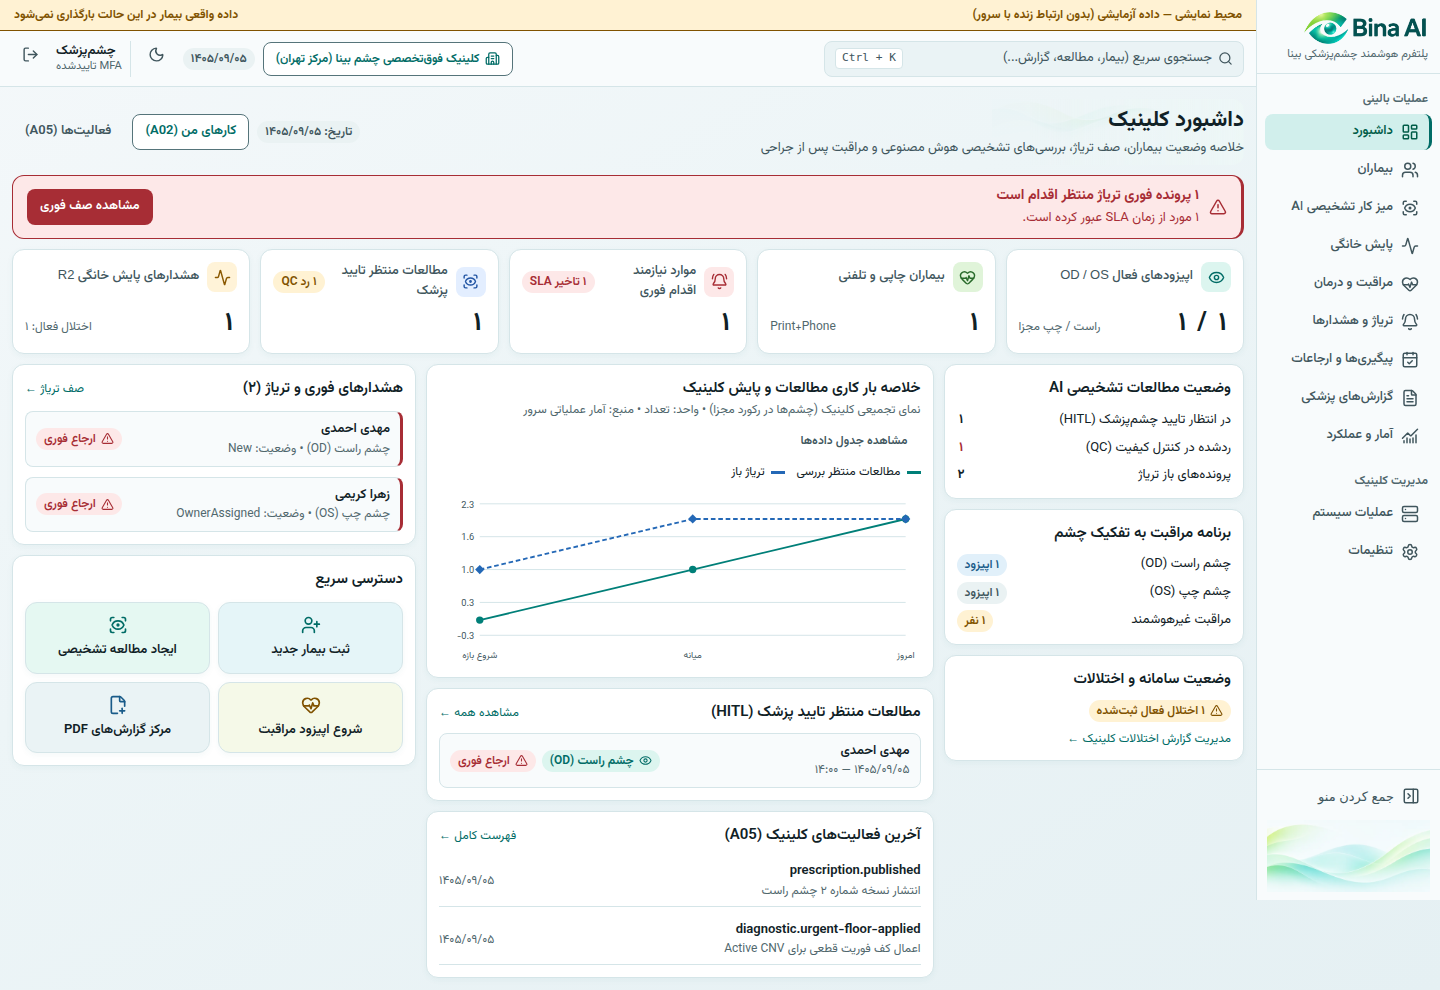 محیط نمایشی — داده آزمایشی (بدون ارتباط زنده با سرور)
داده واقعی بیمار در این حالت بارگذاری نمی‌شود
Bina AI
پلتفرم هوشمند چشم‌پزشکی بینا
عملیات بالینی
داشبورد
بیماران
میز کار تشخیصی AI
پایش خانگی
مراقبت و درمان
تریاژ و هشدارها
پیگیری‌ها و ارجاعات
گزارش‌های پزشکی
آمار و عملکرد
مدیریت کلینیک
عملیات سیستم
تنظیمات
جمع کردن منو
جستجوی سریع (بیمار، مطالعه، گزارش...)
Ctrl + K
کلینیک فوق‌تخصصی چشم بینا (مرکز تهران)
۱۴۰۵/۰۹/۰۵
چشم‌پزشک
MFA تاییدشده
داشبورد کلینیک
خلاصه وضعیت بیماران، صف تریاژ، بررسی‌های تشخیصی هوش مصنوعی و مراقبت پس از جراحی
تاریخ: ۱۴۰۵/۰۹/۰۵
کارهای من (A02)
فعالیت‌ها (A05)
۱ پرونده فوری تریاژ منتظر اقدام است
۱ مورد از زمان SLA عبور کرده است.
مشاهده صف فوری
اپیزودهای فعال OD / OS
۱ / ۱
راست / چپ مجزا
بیماران چاپی و تلفنی
۱
Print+Phone
موارد نیازمند
اقدام فوری
۱ تاخیر SLA
۱
مطالعات منتظر تایید
پزشک
۱ رد QC
۱
هشدارهای پایش خانگی R2
۱
اختلال فعال: ۱
وضعیت مطالعات تشخیصی AI
در انتظار تایید چشم‌پزشک (HITL)
۱
ردشده در کنترل کیفیت (QC)
۱
پرونده‌های باز تریاژ
۲
برنامه مراقبت به تفکیک چشم
چشم راست (OD)
۱ اپیزود
چشم چپ (OS)
۱ اپیزود
مراقبت غیرهوشمند
۱ نفر
وضعیت سامانه و اختلالات
۱ اختلال فعال ثبت‌شده
مدیریت گزارش اختلالات کلینیک ←
خلاصه بار کاری مطالعات و پایش کلینیک
نمای تجمیعی کلینیک (چشم‌ها در رکورد مجزا) • واحد: تعداد • منبع: آمار عملیاتی سرور
مشاهده جدول داده‌ها
مطالعات منتظر بررسی
تریاژ باز
2.3
1.6
1.0
0.3
-0.3
شروع بازه
میانه
امروز
مطالعات منتظر تایید پزشک (HITL)
مشاهده همه ←
مهدی احمدی
۱۴۰۵/۰۹/۰۵ — ۱۴:۰۰
چشم راست (OD)
ارجاع فوری
آخرین فعالیت‌های کلینیک (A05)
فهرست کامل ←
prescription.published
انتشار نسخه شماره ۲ چشم راست
۱۴۰۵/۰۹/۰۵
diagnostic.urgent-floor-applied
اعمال کف فوریت قطعی برای Active CNV
۱۴۰۵/۰۹/۰۵
هشدارهای فوری و تریاژ (۲)
صف تریاژ ←
مهدی احمدی
چشم راست (OD) • وضعیت: New
ارجاع فوری
زهرا کریمی
چشم چپ (OS) • وضعیت: OwnerAssigned
ارجاع فوری
دسترسی سریع
ثبت بیمار جدید
ایجاد مطالعه تشخیصی
شروع اپیزود مراقبت
مرکز گزارش‌های PDF